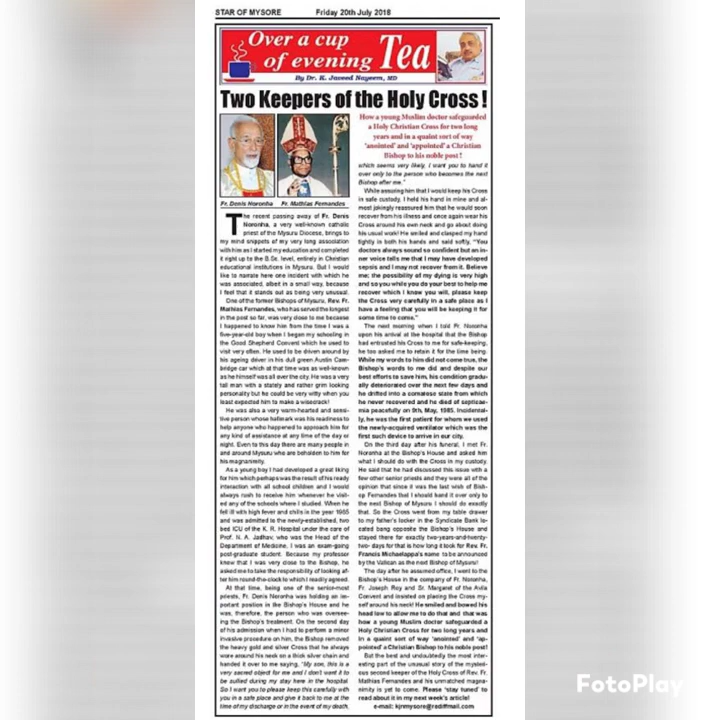 STAR OF MYSORE Friday 20th July 2018
Over a cup
of evening Tea
By Dr. K. Javeed Nayeem, MD
Two Keepers of the Holy Cross !
Fr. Denis Noronha Fr. Mathias Fernandes
The recent passing away of Fr. Denis
Noronha, a very well-known catholic
priest of the Mysuru Diocese, brings to
my mind snippets of my very long association
with him as I started my education and completed
it right up to the B.Sc. level, entirely in Christian
educational institutions in Mysuru. But I would
like to narrate here one incident with which he
was associated, albeit in a small way, because
I feel that it stands out as being very unusual.
One of the former Bishops of Mysuru, Rev. Fr.
Mathias Fernandes, who has served the longest
in the post so far, was very close to me because
I happened to know him from the time I was a
five-year-old boy when I began my schooling in
the Good Shepherd Convent which he used to
visit very often. He used to be driven around by
his ageing driver in his dull green Austin Cam-
bridge car which at that time was as well-known
as he himself was all over the city. He was a very
tall man with a stately and rather grim looking
personality but he could be very witty when you
least expected him to make a wisecrack!
He was also a very warm-hearted and sensi-
tive person whose hallmark was his readiness to
help anyone who happened to approach him for
any kind of assistance at any time of the day or
night. Even to this day there are many people in
and around Mysuru who are beholden to him for
his magnanimity.
As a young boy I had developed a great liking
for him which perhaps was the result of his ready
interaction with all school children and I would
always rush to receive him whenever he visit-
ed any of the schools where I studied. When he
fell ill with high fever and chills in the year 1985
and was admitted to the newly-established, two
bed ICU of the K. R. Hospital under the care of
Prof. N. A. Jadhav, who was the Head of the
Department of Medicine, I was an exam-going
post-graduate student. Because my professor
knew that I was very close to the Bishop, he
asked me to take the responsibility of looking af-
ter him round-the-clock to which I readily agreed.
At that time, being one of the senior-most
priests, Fr. Denis Noronha was holding an im-
portant position in the Bishop's House and he
was, therefore, the person who was oversee-
ing the Bishop's treatment. On the second day
of his admission when I had to perform a minor
invasive procedure on him, the Bishop removed
the heavy gold and silver Cross that he always
wore around his neck on a thick silver chain and
handed it over to me saying, "My son, this is a
very sacred object for me and I don't want it to
be sullied during my stay here in the hospital.
So I want you to please keep this carefully with
you in a safe place and give it back to me at the
time of my discharge or in the event of my death,
How a young Muslim doctor safeguarded
a Holy Christian Cross for two long
years and in a quaint sort of way
'anointed' and 'appointed' a Christian
Bishop to his noble post !
which seems very likely, I want you to hand it
over only to the person who becomes the next
Bishop after me."
While assuring him that I would keep his Cross
in safe custody, I held his hand in mine and al-
most jokingly reassured him that he would soon
recover from his illness and once again wear his
Cross around his own neck and go about doing
his usual work! He smiled and clasped my hand
tightly in both his hands and said softly, "You
doctors always sound so confident but an in-
ner voice tells me that I may have developed
sepsis and I may not recover from it. Believe
me; the possibility of my dying is very high
and so you while you do your best to help me
recover which I know you will, please keep
the Cross very carefully in a safe place as I
have a feeling that you will be keeping it for
some time to come."
The next morning when I told Fr. Noronha
upon his arrival at the hospital that the Bishop
had entrusted his Cross to me for safe-keeping,
he too asked me to retain it for the time being.
While my words to him did not come true, the
Bishop's words to me did and despite our
best efforts to save him, his condition gradu-
ally deteriorated over the next few days and
he drifted into a comatose state from which
he never recovered and he died of septicae-
mia peacefully on 9th, May, 1985. Incidental-
ly, he was the first patient for whom we used
the newly-acquired ventilator which was the
first such device to arrive in our city.
On the third day after his funeral, I met Fr.
Noronha at the Bishop's House and asked him
what I should do with the Cross in my custody.
He said that he had discussed this issue with a
few other senior priests and they were all of the
opinion that since it was the last wish of Bish-
op Fernandes that I should hand it over only to
the next Bishop of Mysuru I should do exactly
that. So the Cross went from my table drawer
to my father's locker in the Syndicate Bank lo-
cated bang opposite the Bishop's House and
stayed there for exactly two-years-and-twenty-
two- days for that is how long it took for Rev. Fr.
Francis Michaelappa's name to be announced
by the Vatican as the next Bishop of Mysuru!
The day after he assumed office, I went to the
Bishop's House in the company of Fr. Noronha,
Fr. Joseph Roy and Sr. Margaret of the Avila
Convent and insisted on placing the Cross my-
self around his neck! He smiled and bowed his
head low to allow me to do that and that was
how a young Muslim doctor safeguarded a
Holy Christian Cross for two long years and
in a quaint sort of way 'anointed' and 'ap-
pointed' a Christian Bishop to his noble post!
But the best and undoubtedly the most inter-
esting part of the unusual story of the mysteri-
ous second keeper of the Holy Cross of Rev. Fr.
Mathias Fernandes and his unmatched magna-
nimity is yet to come. Please 'stay tuned' to
read about it in my next week's article!
e-mail: kjnmysore@rediffmail.com
FotoPlay